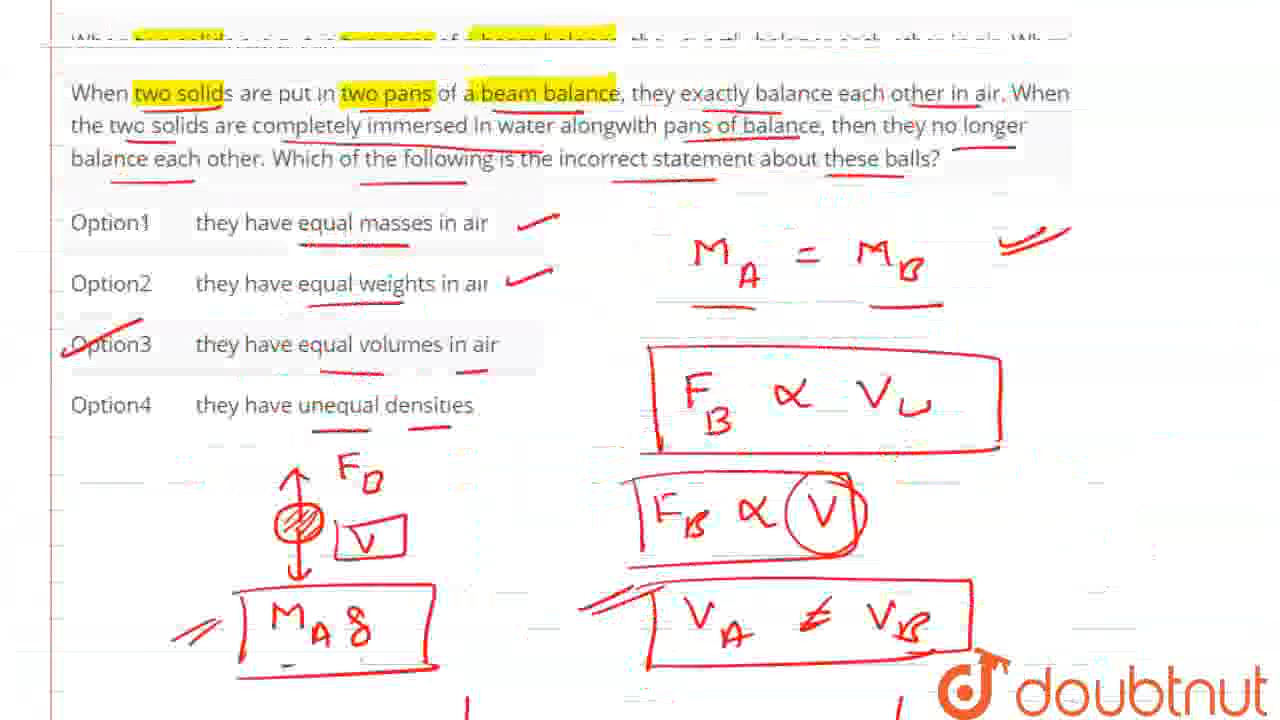 When two solids are put in two pans of a beam balance, they exactly balance each other in air. When
the two solids are completely immersed in water alongwith pans of balance, then they no longer
balance each other. Which of the following is the incorrect statement about these balls?
Option1 they have equal masses in air
Option2 they have equal weights in air
Option3 they have equal volumes in air
Option4 they have unequal densities
M_A = M_B
F_B ∝ V
F_B
V
F_B ∝ V
M_A g
V_A ≠ V_B
doubtnut